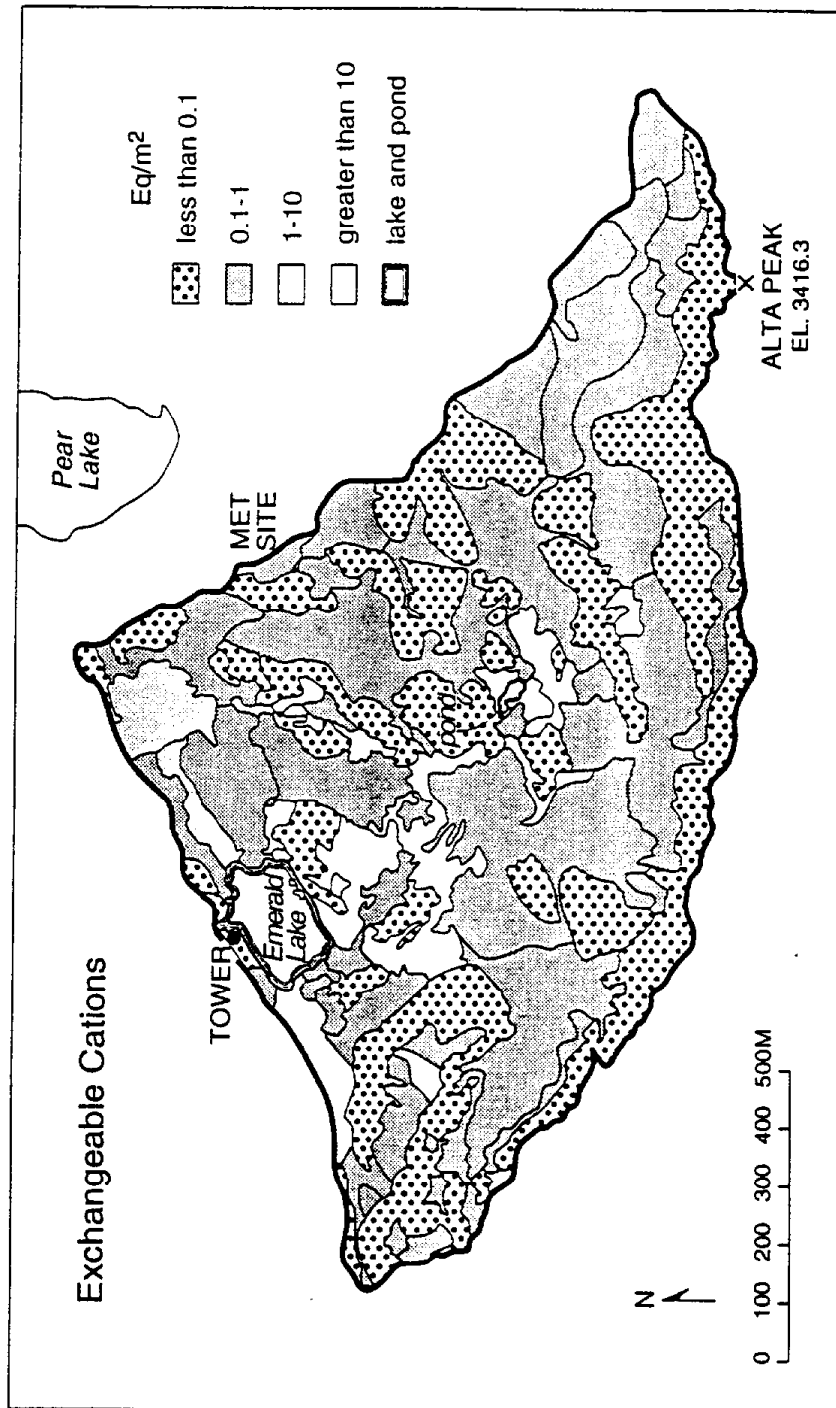 Exchangeable Cations
Eq/m²
less than 0.1
0.1-1
1-10
greater than 10
lake and pond
Pear
Lake
MET
SITE
TOWER
Emerald
Lake
pond
ALTA PEAK
EL. 3416.3
N
0 100 200 300 400 500M